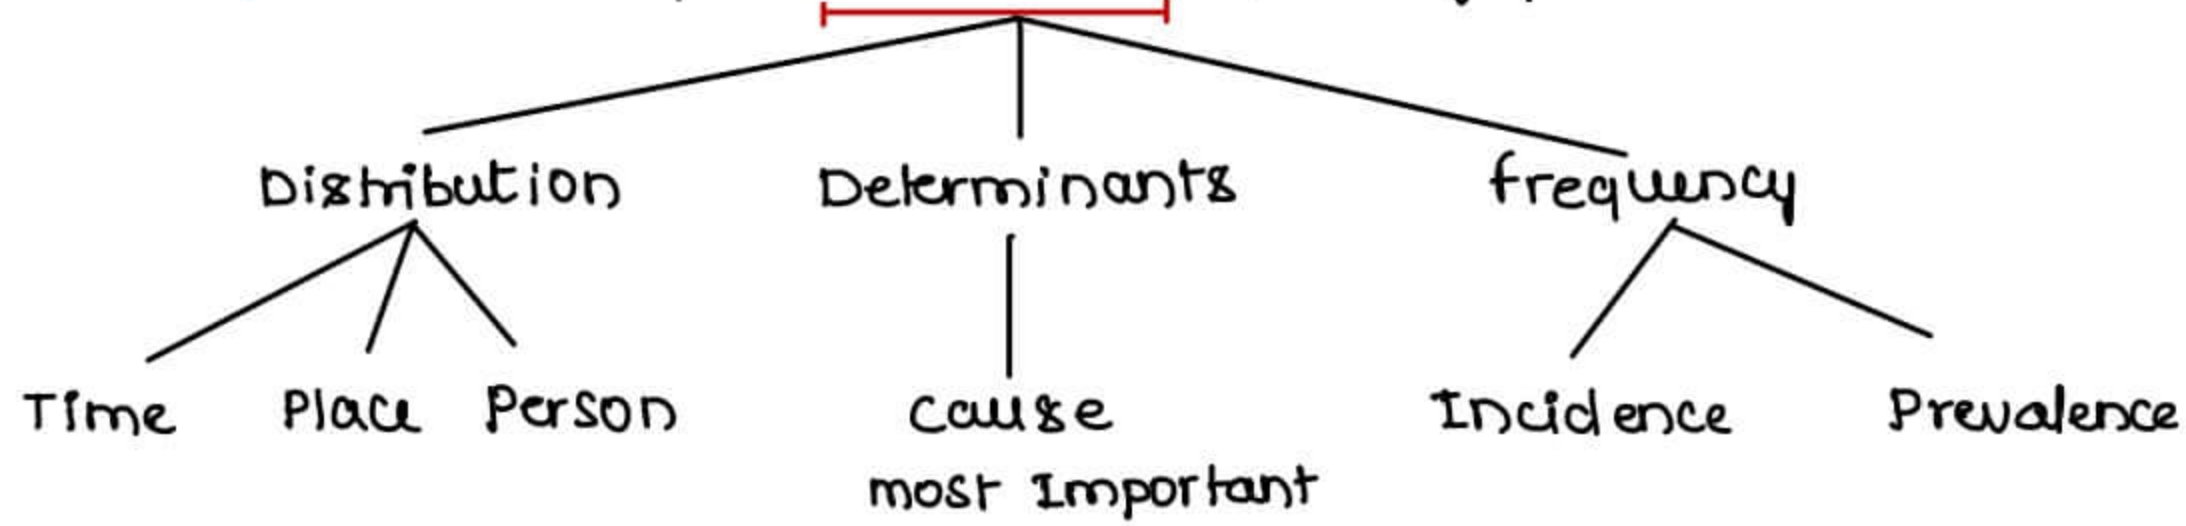 Distribution Determinants frequency
Time Place Person cause Incidence Prevalence
most Important